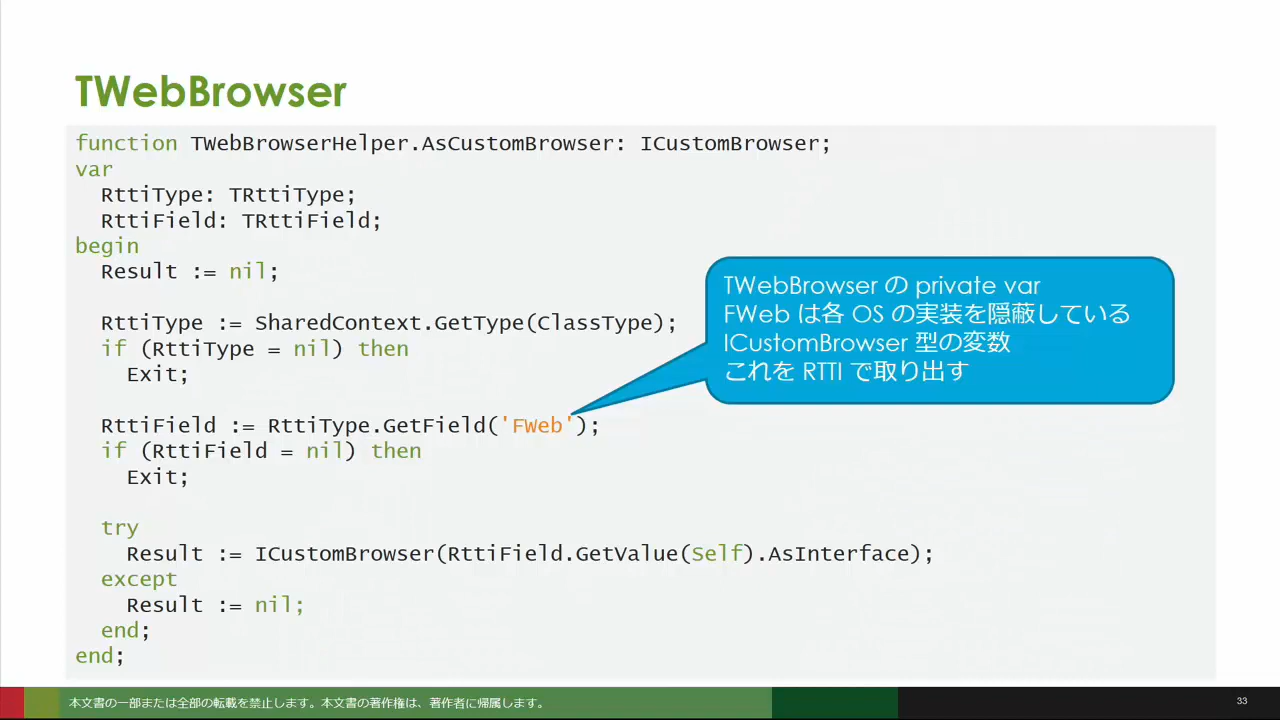 TWebBrowser
function TWebBrowserHelper.AsCustomBrowser: ICustomBrowser;
var
  RttiType: TRttiType;
  RttiField: TRttiField;
begin
  Result := nil;
  RttiType := SharedContext.GetType(ClassType);
  if (RttiType = nil) then
    Exit;
  RttiField := RttiType.GetField('FWeb');
  if (RttiField = nil) then
    Exit;
  try
    Result := ICustomBrowser(RttiField.GetValue(Self).AsInterface);
  except
    Result := nil;
  end;
end;
TWebBrowser の private var
FWeb は各 OS の実装を隠蔽している
ICustomBrowser 型の変数
これを RTTI で取り出す
本文書の一部または全部の転載を禁止します。本文書の著作権は、著作者に帰属します。
33